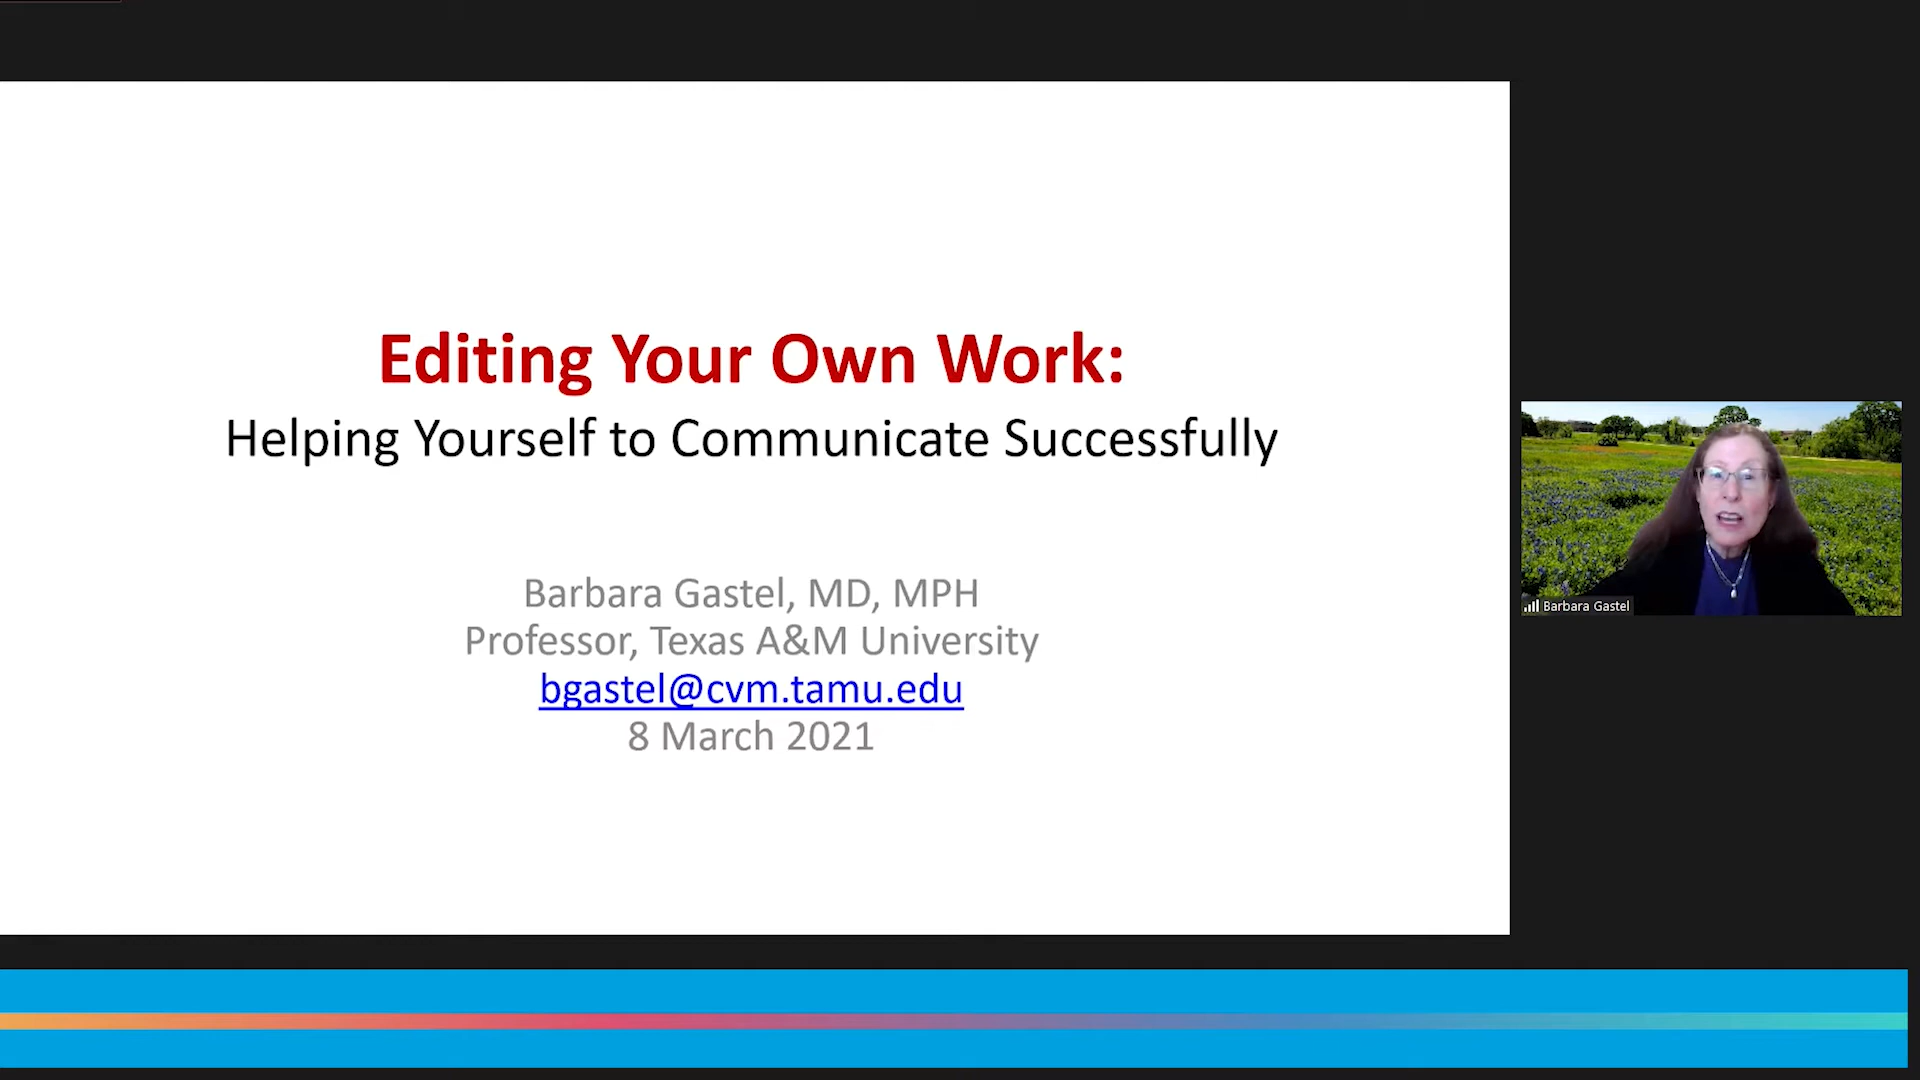 Editing Your Own Work:
Helping Yourself to Communicate Successfully
Barbara Gastel, MD, MPH
Professor, Texas A&M University
bgastel@cvm.tamu.edu
8 March 2021
Barbara Gastel